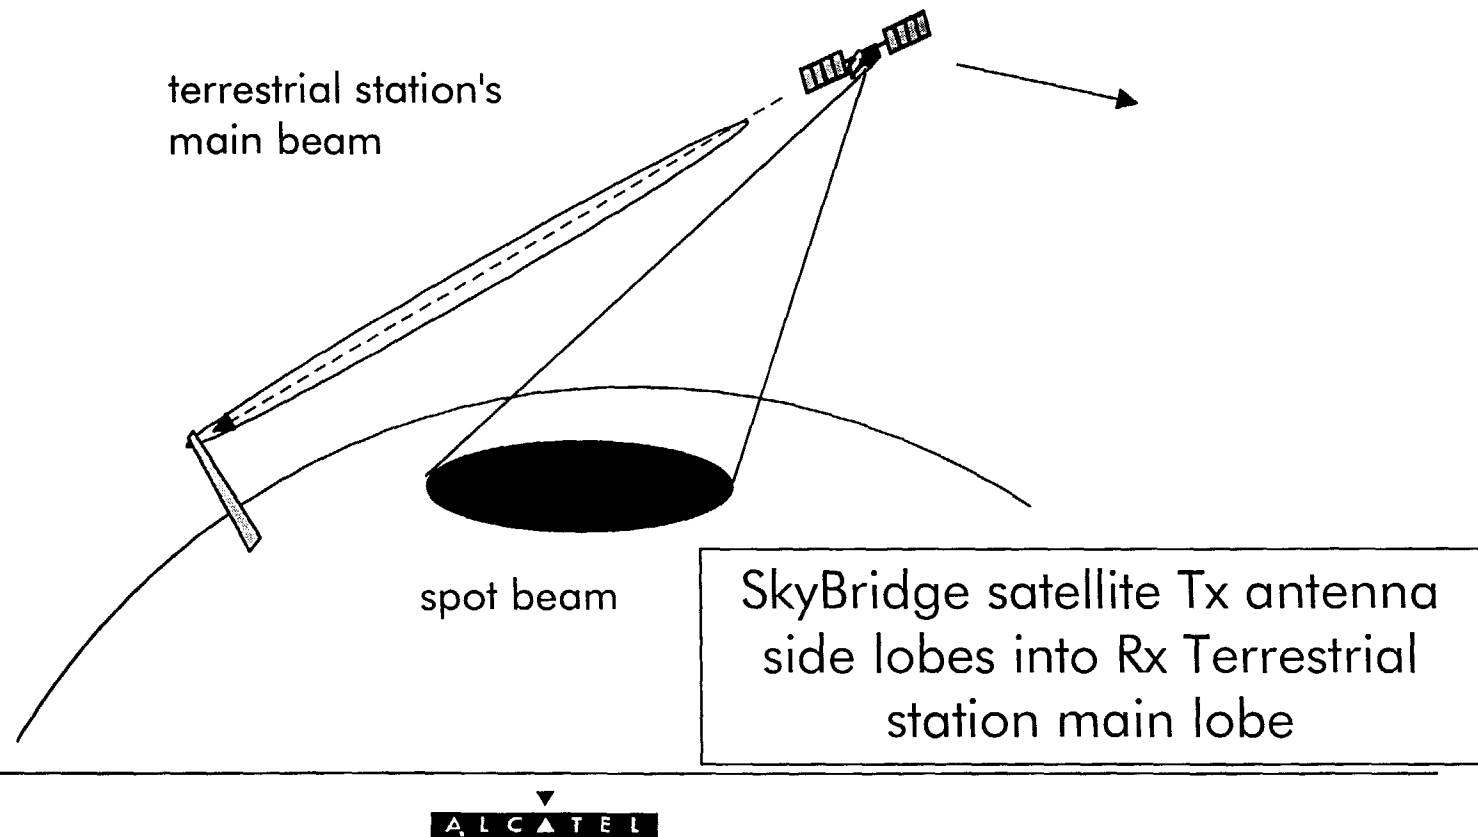 terrestrial station's
main beam
spot beam
SkyBridge satellite Tx antenna
side lobes into Rx Terrestrial
station main lobe
ALCATEL